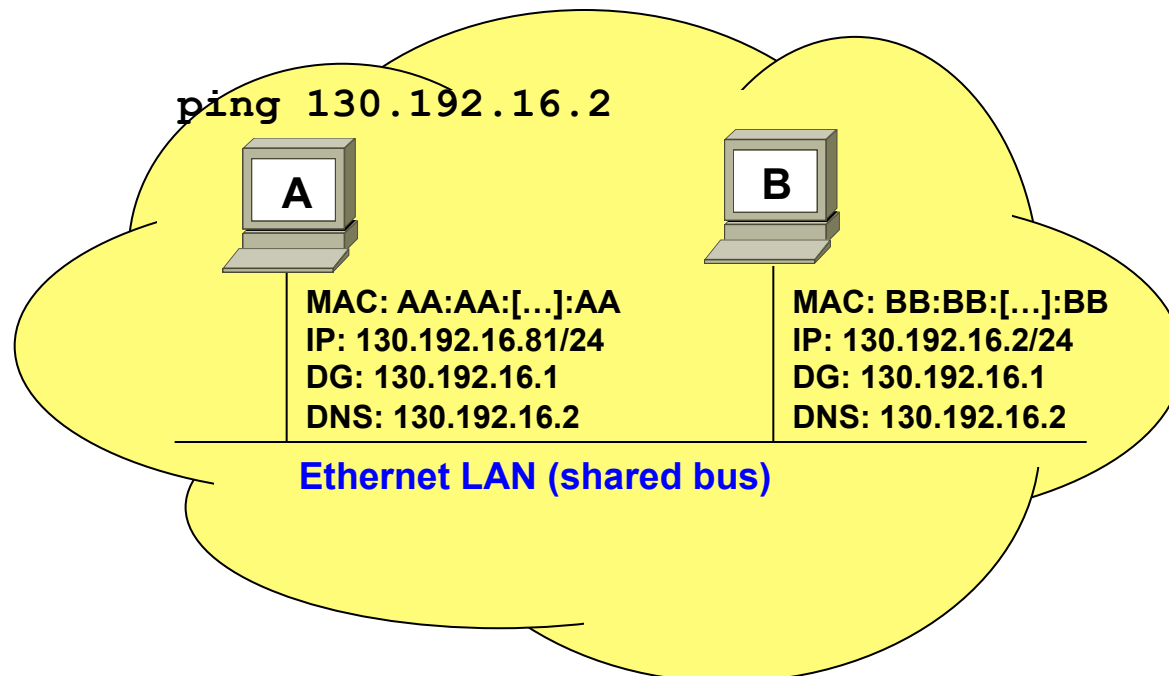 ping 130.192.16.2
A
B
MAC: AA:AA:[…]:AA
IP: 130.192.16.81/24
DG: 130.192.16.1
DNS: 130.192.16.2
MAC: BB:BB:[…]:BB
IP: 130.192.16.2/24
DG: 130.192.16.1
DNS: 130.192.16.2
Ethernet LAN (shared bus)